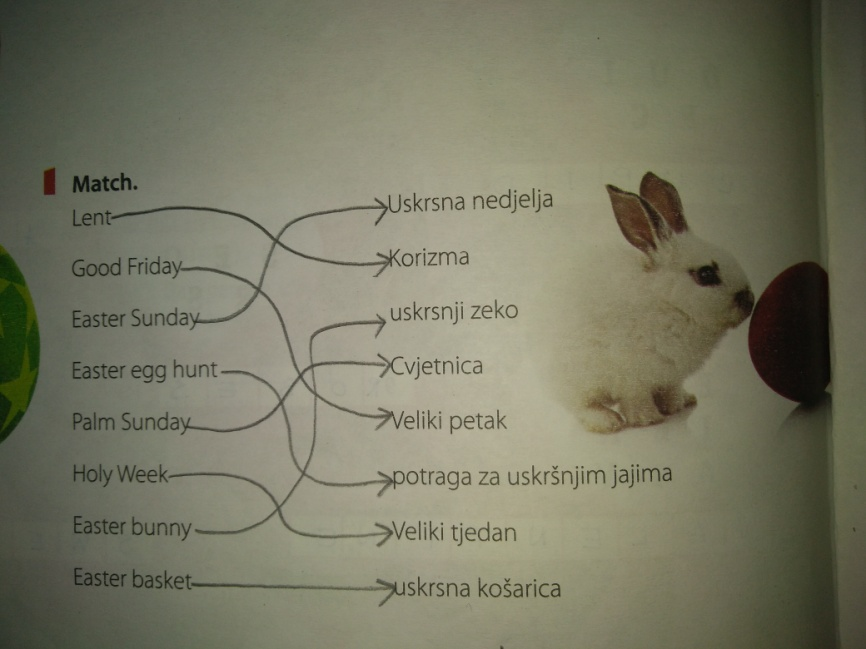 Match.
Lent
Good Friday
Easter Sunday
Easter egg hunt
Palm Sunday
Holy Week
Easter bunny
Easter basket
Uskrsna nedjelja
Korizma
uskrsnji zeko
Cvjetnica
Veliki petak
potraga za uskršnjim jajima
Veliki tjedan
uskrsna košarica